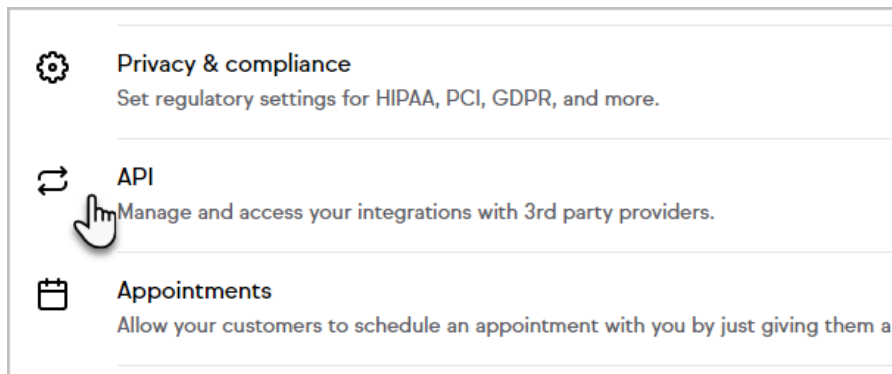 Privacy & compliance
Set regulatory settings for HIPAA, PCI, GDPR, and more.
API
Manage and access your integrations with 3rd party providers.
Appointments
Allow your customers to schedule an appointment with you by just giving them a